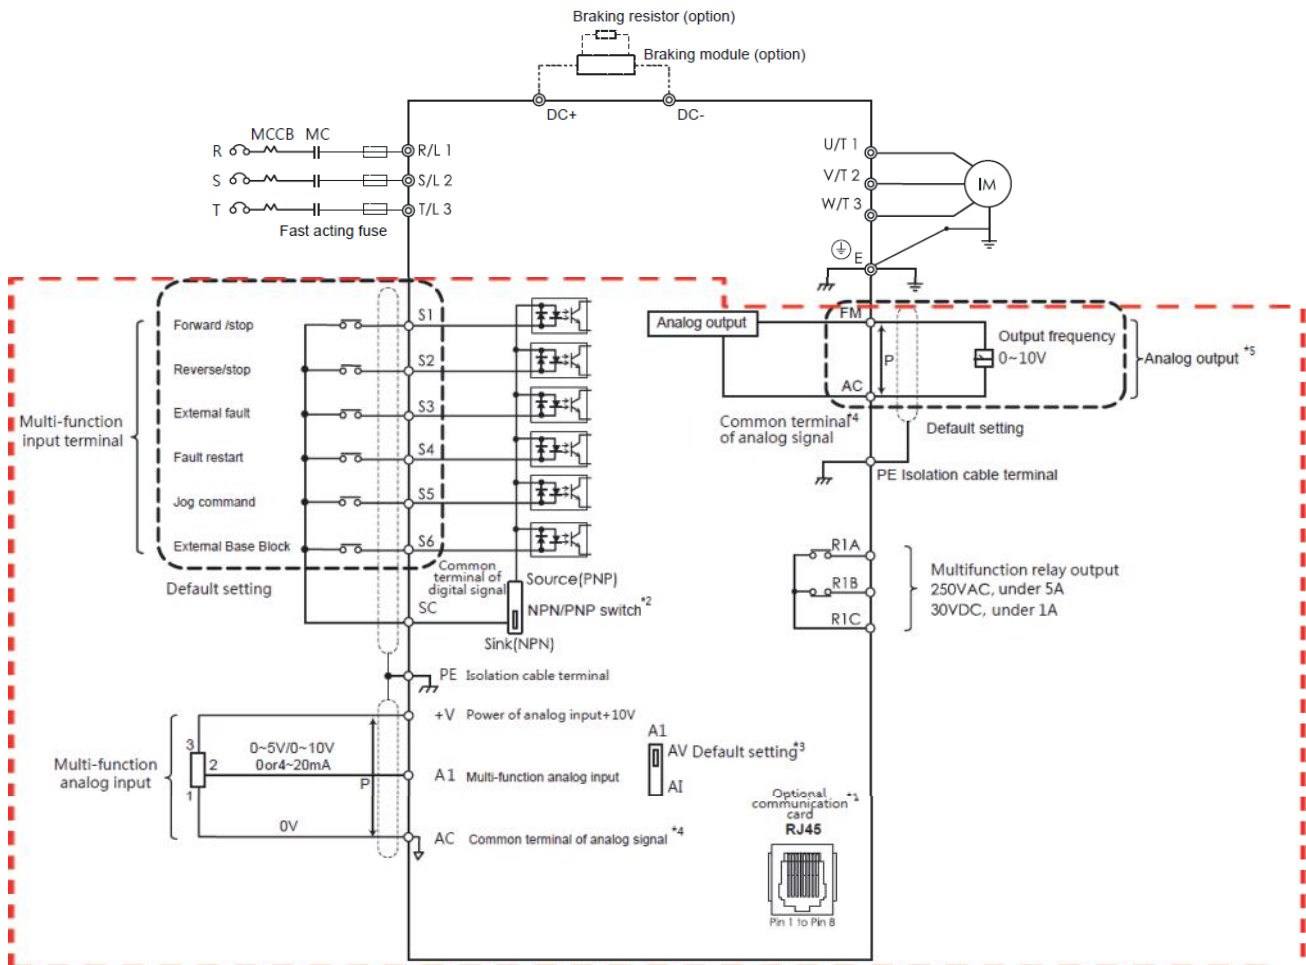 Braking resistor (option)
Braking module (option)
DC+
DC-
MCCB MC
R
R/L 1
S
S/L 2
T
T/L 3
Fast acting fuse
U/T 1
V/T 2
W/T 3
IM
E
Multi-function
input terminal
Forward /stop
S1
Reverse/stop
S2
External fault
S3
Fault restart
S4
Jog command
S5
External Base Block
S6
Default setting
Common
terminal of
digital signal
SC
Source(PNP)
NPN/PNP switch*2
Sink(NPN)
Analog output
FM
P
AC
Output frequency
0~10V
Analog output *5
Common terminal*4
of analog signal
Default setting
PE Isolation cable terminal
R1A
R1B
R1C
Multifunction relay output
250VAC, under 5A
30VDC, under 1A
PE Isolation cable terminal
+V Power of analog input+10V
Multi-function
analog input
3
2
1
0~5V/0~10V
0or4~20mA
P
0V
A1 Multi-function analog input
AC Common terminal of analog signal *4
A1
AV Default setting*3
AI
Optional
communication
card
RJ45
Pin 1 to Pin 8